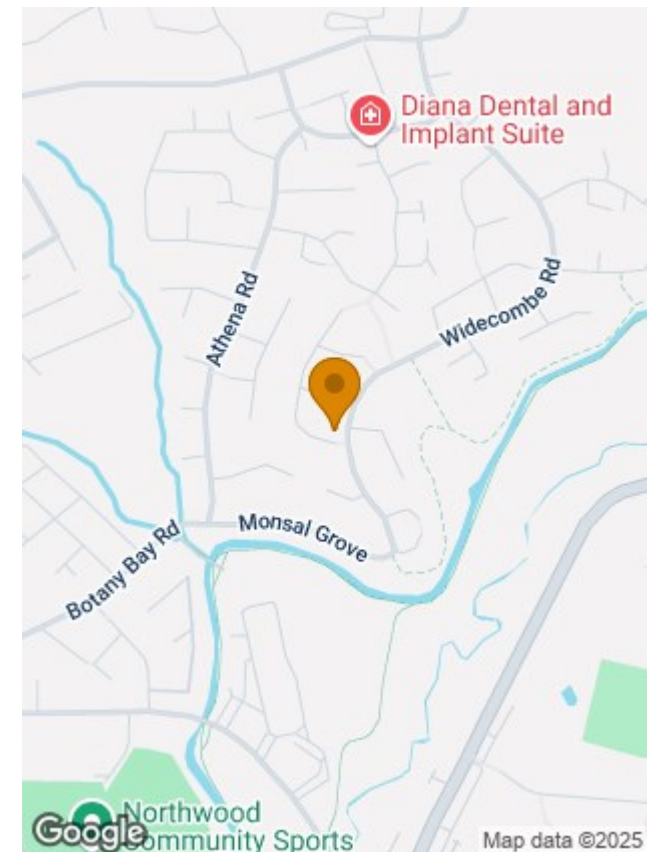 Diana Dental and
Implant Suite
Widecombe Rd
Athena Rd
Monsal Grove
Botany Bay Rd
Northwood
Community Sports
Google
Map data ©2025